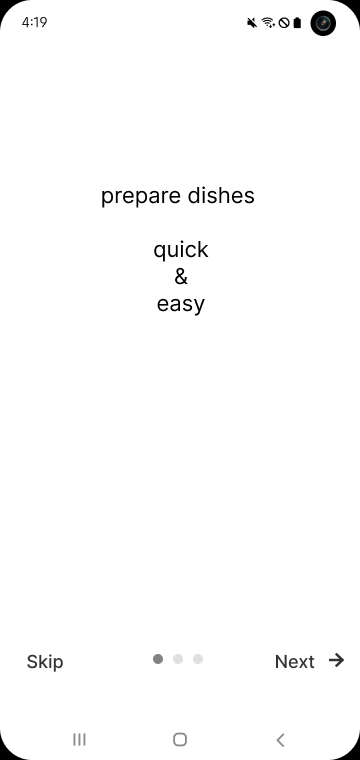 4:19
prepare dishes
quick
&
easy
Skip
Next